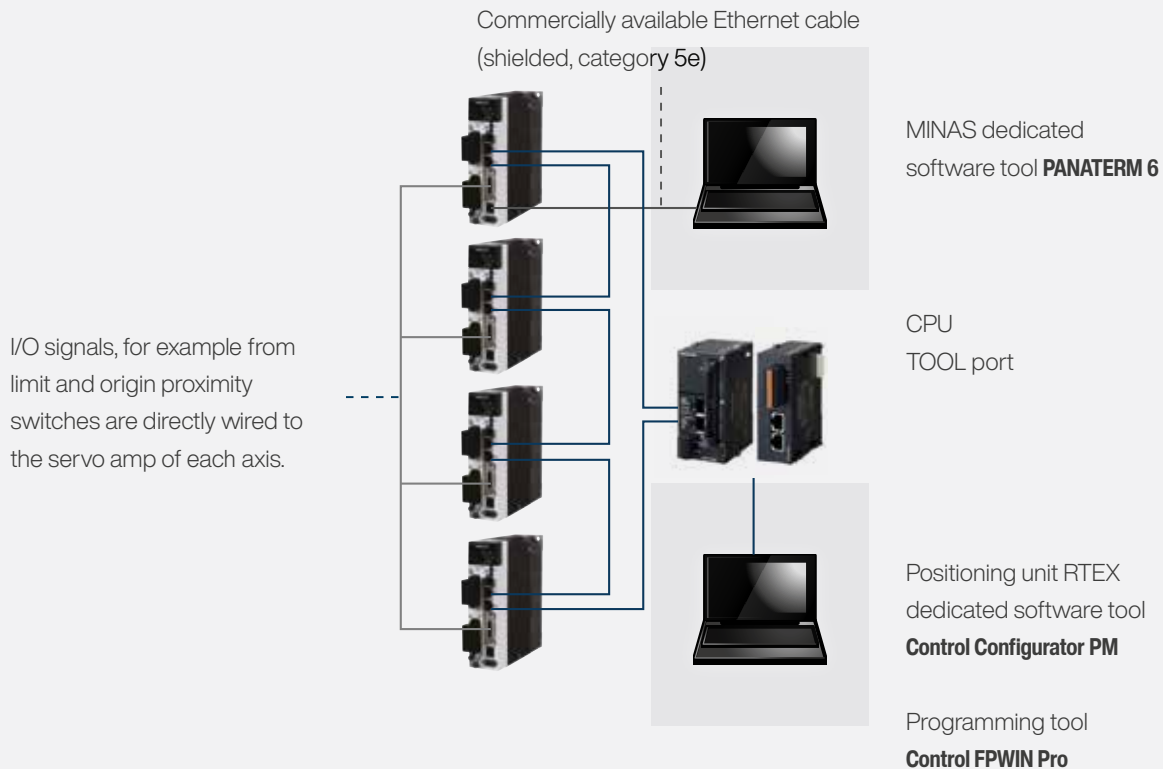 Commercially available Ethernet cable
(shielded, category 5e)
MINAS dedicated
software tool PANATERM 6
CPU
TOOL port
I/O signals, for example from
limit and origin proximity
switches are directly wired to
the servo amp of each axis.
Positioning unit RTEX
dedicated software tool
Control Configurator PM
Programming tool
Control FPWIN Pro